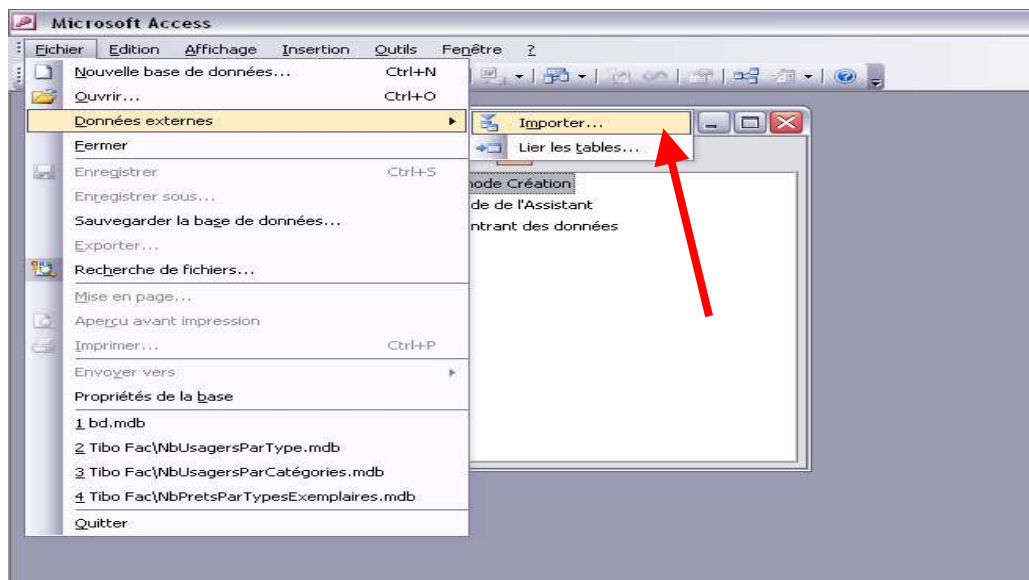 Microsoft Access
Fichier Edition Affichage Insertion Outils Fenêtre ?
Nouvelle base de données... Ctrl+N
Ouvrir... Ctrl+O
Données externes
Importer...
Lier les tables...
Fermer
Enregistrer Ctrl+S
Enregistrer sous...
Sauvegarder la base de données...
Exporter...
Recherche de fichiers...
Mise en page...
Aperçu avant impression
Imprimer... Ctrl+P
Envoyer vers
Propriétés de la base
1 bd.mdb
2 Tibo Fac\NbUsagersParType.mdb
3 Tibo Fac\NbUsagersParCatégories.mdb
4 Tibo Fac\NbPretsParTypesExemplaires.mdb
Quitter
mode Création
de de l'Assistant
ntrant des données